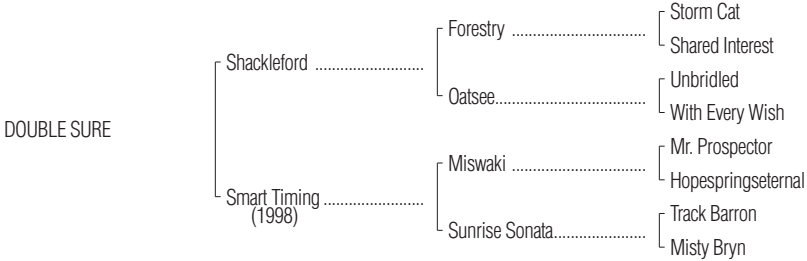 Storm Cat
Forestry ................................
Shared Interest
Shackleford ..........................
Unbridled
Oatsee....................................
With Every Wish
DOUBLE SURE
Mr. Prospector
Miswaki ................................
Hopespringseternal
Smart Timing ........................
(1998)
Track Barron
Sunrise Sonata......................
Misty Bryn